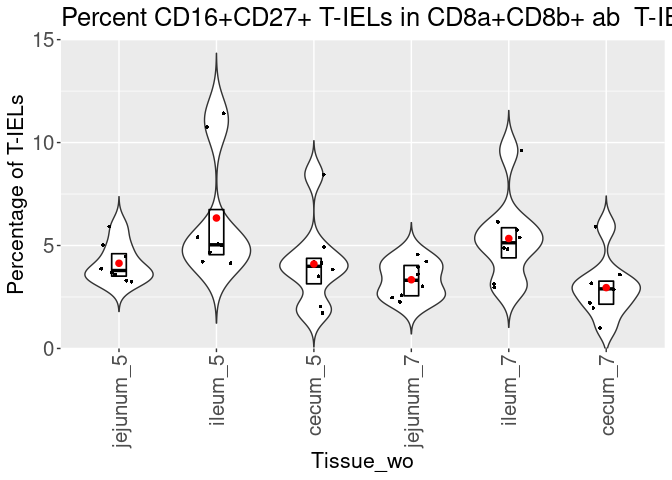 Percent CD16+CD27+ T-IELs in CD8a+CD8b+ ab T-IE
15
10
5
0
Percentage of T-IELs
jejunum_5
ileum_5
cecum_5
jejunum_7
ileum_7
cecum_7
Tissue_wo